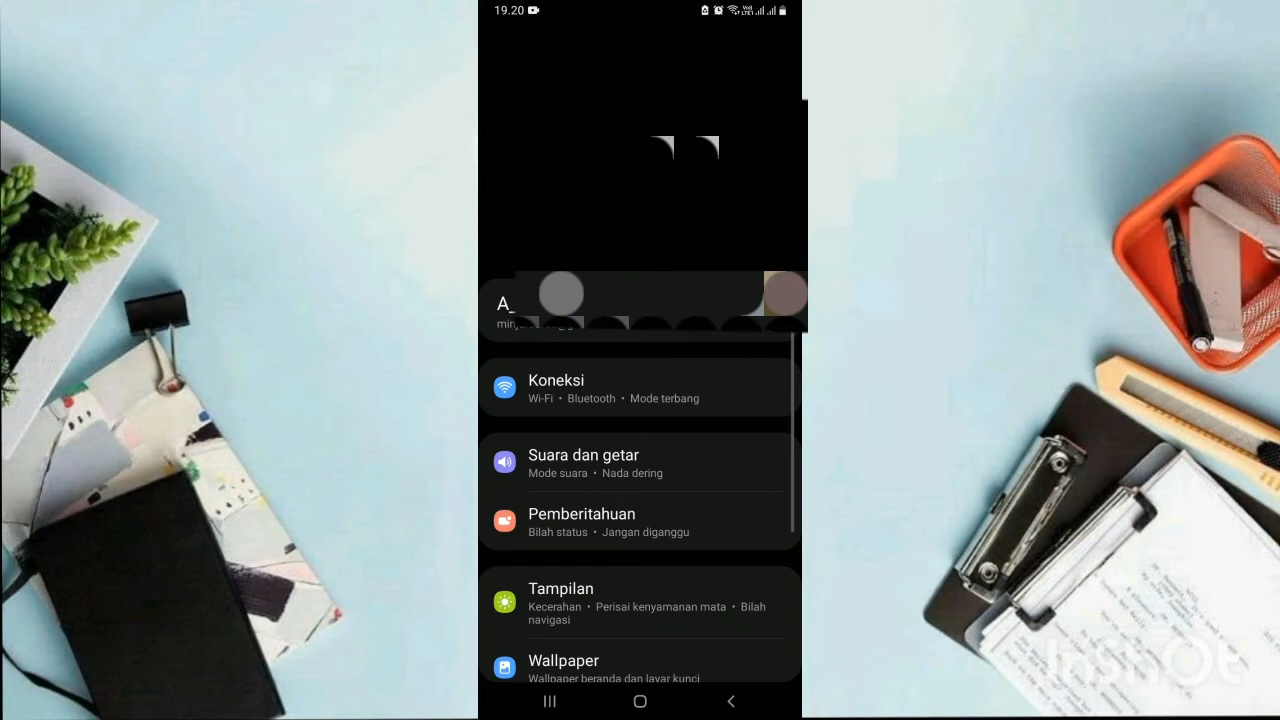 19.20
A_
Koneksi
Wi-Fi • Bluetooth • Mode terbang
Suara dan getar
Mode suara • Nada dering
Pemberitahuan
Bilah status • Jangan diganggu
Tampilan
Kecerahan • Perisai kenyamanan mata • Bilah
navigasi
Wallpaper
Wallpaper beranda dan layar kunci
InShOt